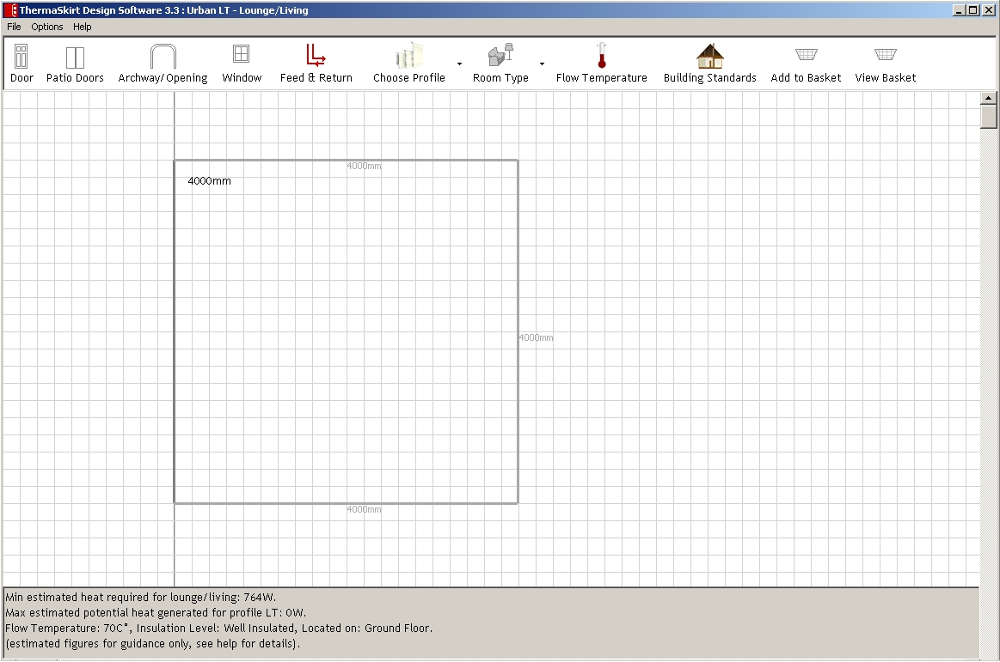 ThermaSkirt Design Software 3.3 : Urban LT - Lounge/Living
File Options Help
Door Patio Doors Archway/Opening Window Feed & Return Choose Profile Room Type Flow Temperature Building Standards Add to Basket View Basket
4000mm
4000mm
4000mm
4000mm
Min estimated heat required for lounge/living: 764W.
Max estimated potential heat generated for profile LT: 0W.
Flow Temperature: 70C°, Insulation Level: Well Insulated, Located on: Ground Floor.
(estimated figures for guidance only, see help for details).